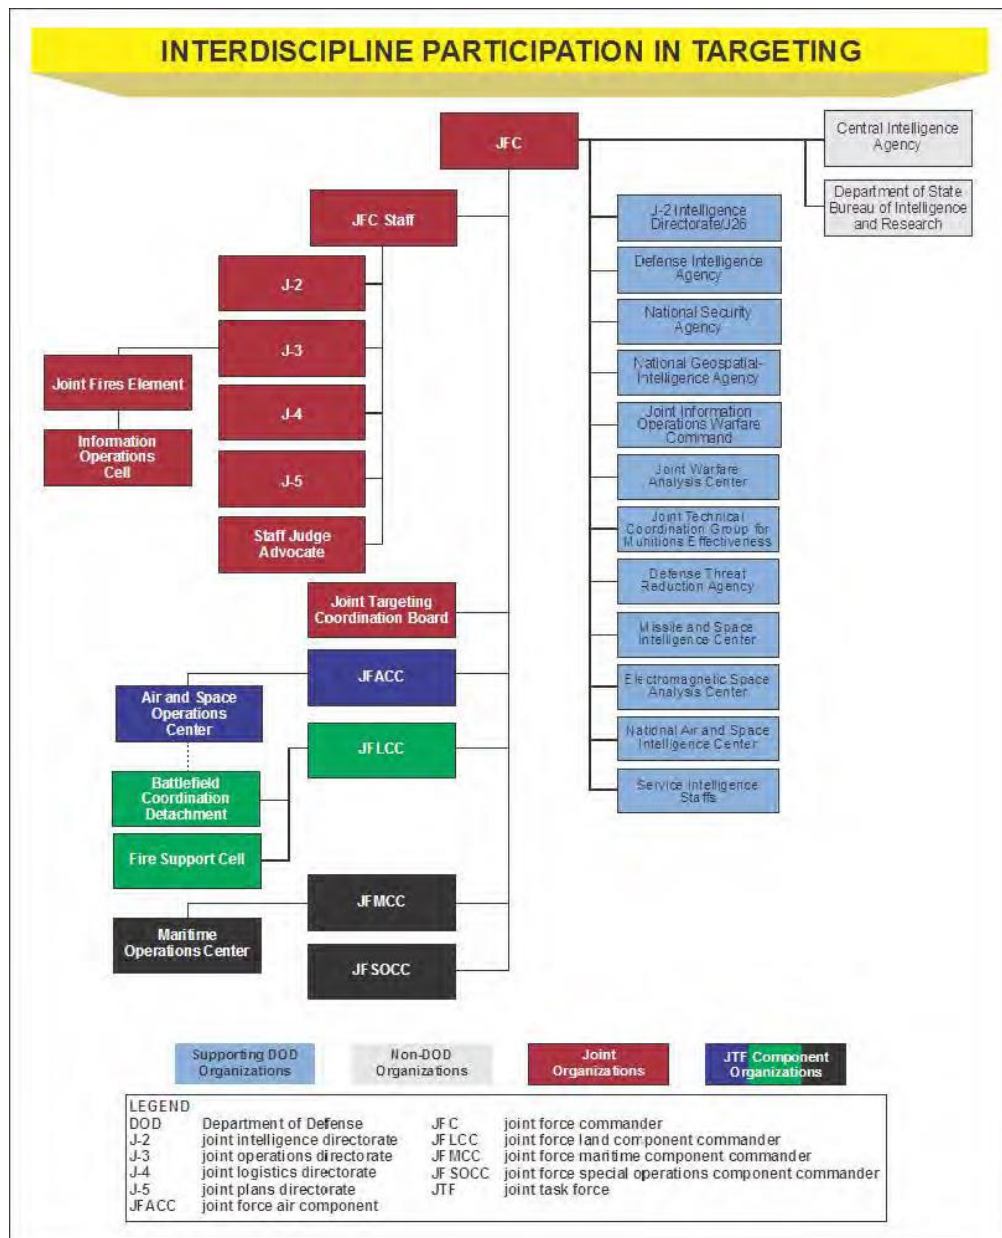 INTERDISCIPLINE PARTICIPATION IN TARGETING
JFC
Central Intelligence
Agency
Department of State
Bureau of Intelligence
and Research
JFC Staff
J-2
J-3
J-4
J-5
Staff Judge
Advocate
Joint Fires Element
Information
Operations
Cell
Joint Targeting
Coordination Board
JFACC
Air and Space
Operations
Center
JFLCC
Battlefield
Coordination
Detachment
Fire Support Cell
JFMCC
Maritime
Operations Center
JFSOCC
J-2 Intelligence
Directorate/J26
Defense Intelligence
Agency
National Security
Agency
National Geospatial-
Intelligence Agency
Joint Information
Operations Warfare
Command
Joint Warfare
Analysis Center
Joint Technical
Coordination Group for
Munitions Effectiveness
Defense Threat
Reduction Agency
Missile and Space
Intelligence Center
Electromagnetic Space
Analysis Center
National Air and Space
Intelligence Center
Service Intelligence
Staffs
Supporting DOD
Organizations
Non-DOD
Organizations
Joint
Organizations
JTF Component
Organizations
LEGEND
DOD Department of Defense
J-2 joint intelligence directorate
J-3 joint operations directorate
J-4 joint logistics directorate
J-5 joint plans directorate
JFACC joint force air component
JFC joint force commander
JFLCC joint force land component commander
JFMCC joint force maritime component commander
JFSOCC joint force special operations component commander
JTF joint task force